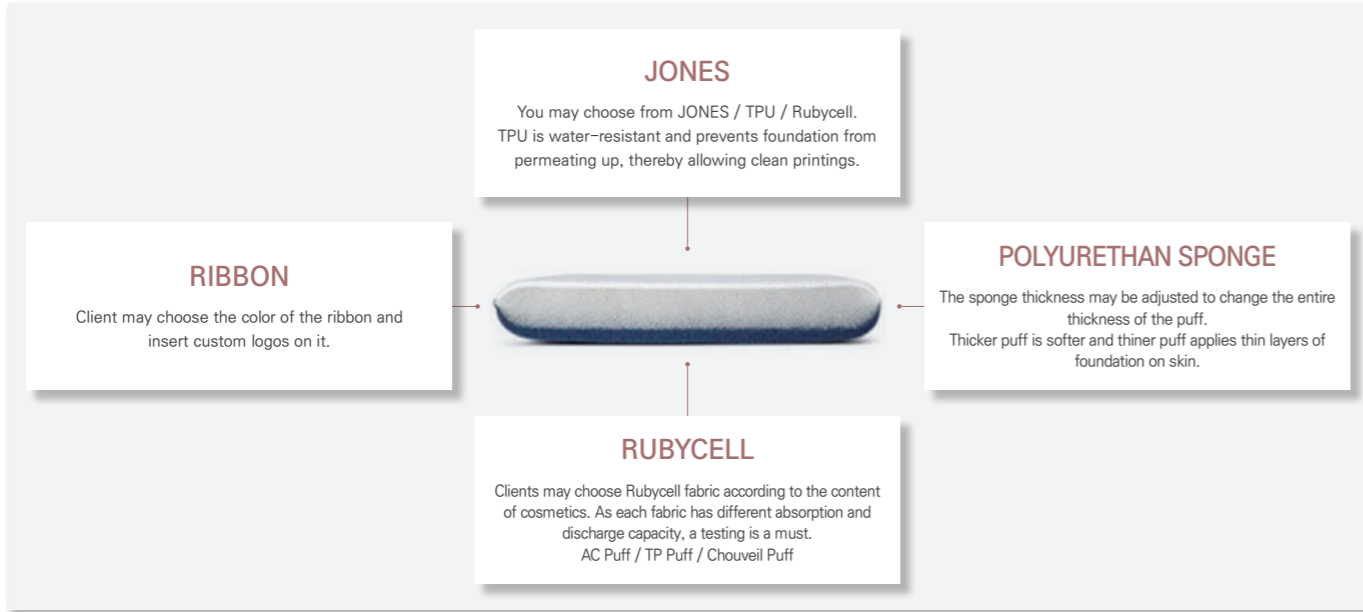 JONES
You may choose from JONES / TPU / Rubycell.
TPU is water-resistant and prevents foundation from
permeating up, thereby allowing clean printings.
RIBBON
Client may choose the color of the ribbon and
insert custom logos on it.
POLYURETHAN SPONGE
The sponge thickness may be adjusted to change the entire
thickness of the puff.
Thicker puff is softer and thiner puff applies thin layers of
foundation on skin.
RUBYCELL
Clients may choose Rubycell fabric according to the content
of cosmetics. As each fabric has different absorption and
discharge capacity, a testing is a must.
AC Puff / TP Puff / Chouveil Puff